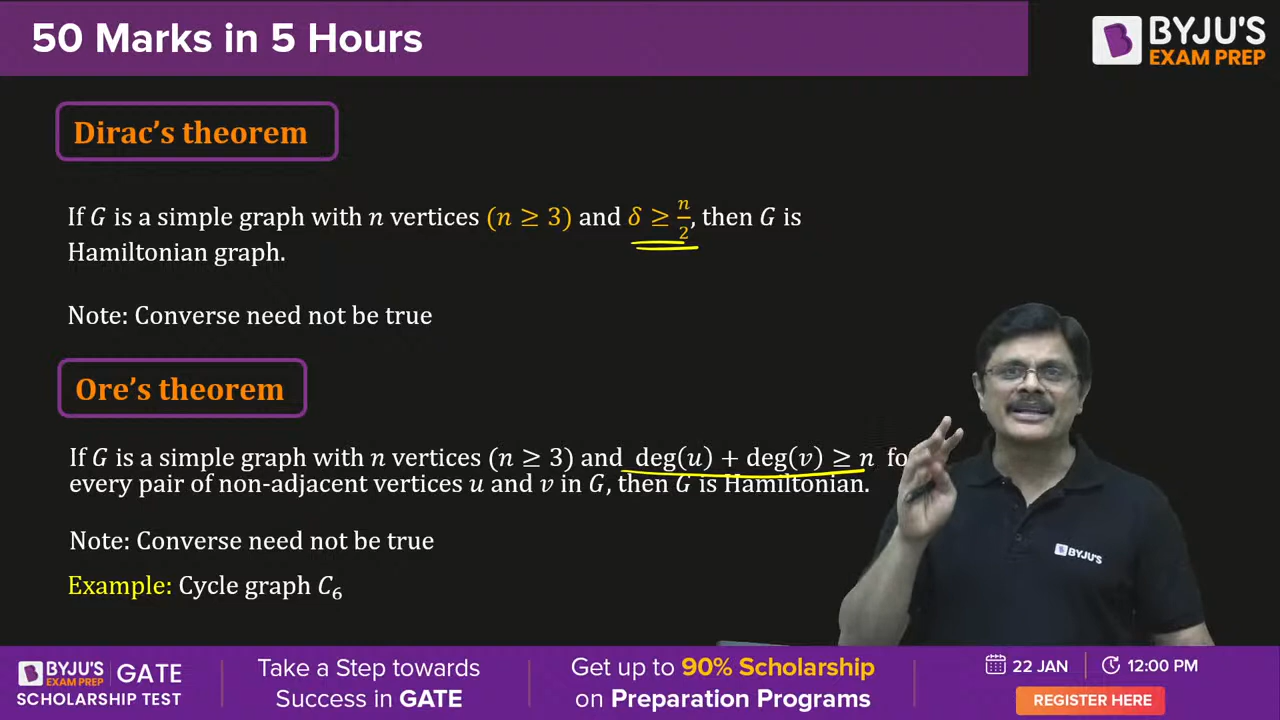 50 Marks in 5 Hours
BYJU'S
EXAM PREP
Dirac's theorem
If G is a simple graph with n vertices (n ≥ 3) and δ ≥ n/2, then G is
Hamiltonian graph.
Note: Converse need not be true
Ore's theorem
If G is a simple graph with n vertices (n ≥ 3) and deg(u) + deg(v) ≥ n fo
every pair of non-adjacent vertices u and v in G, then G is Hamiltonian.
Note: Converse need not be true
Example: Cycle graph C₆
BYJU'S
BYJU'S EXAM PREP GATE
SCHOLARSHIP TEST
Take a Step towards
Success in GATE
Get up to 90% Scholarship
on Preparation Programs
22 JAN 12:00 PM
REGISTER HERE